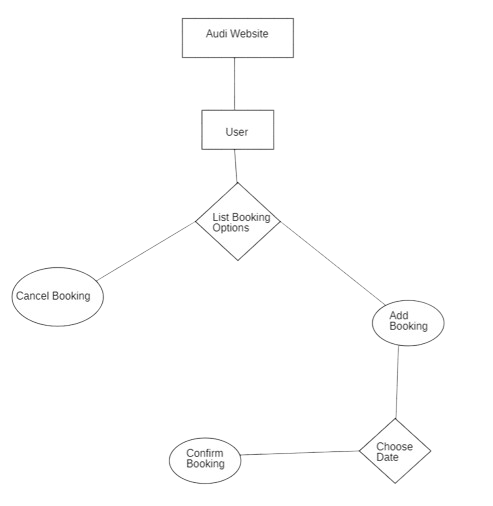 Audi Website
User
List Booking
Options
Cancel Booking
Add
Booking
Choose
Date
Confirm
Booking